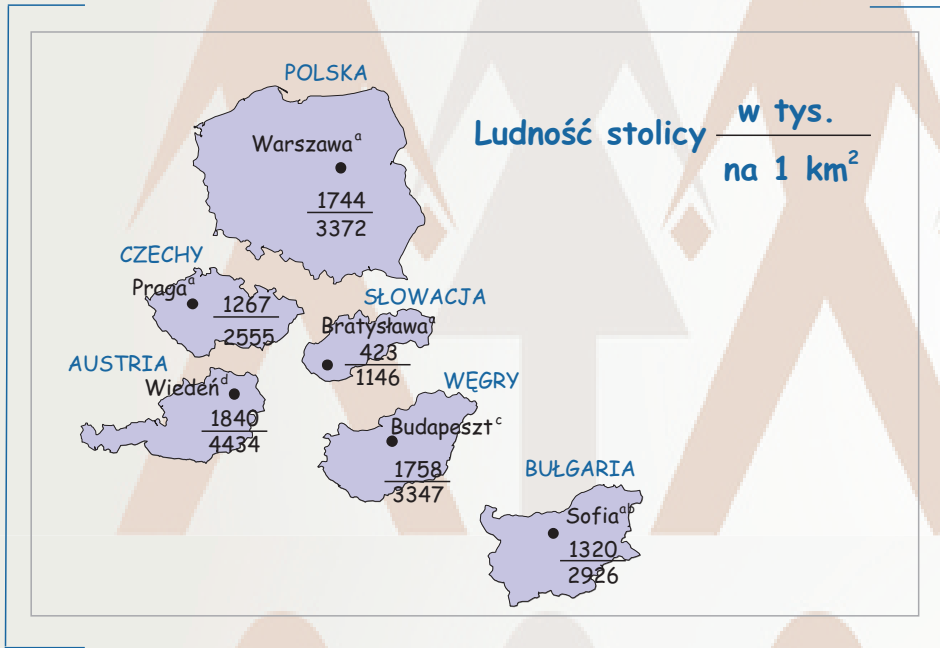 POLSKA
Ludność stolicy w tys.
na 1 km²
Warszawa ᵃ
1744
3372
CZECHY
Praga ᵃ
1267
2555
SŁOWACJA
Bratysława ᵃ
423
1146
AUSTRIA
Wiedeń ᵈ
1840
4434
WĘGRY
Budapeszt ᶜ
1758
3347
BUŁGARIA
Sofia ᵃᵇ
1320
2926